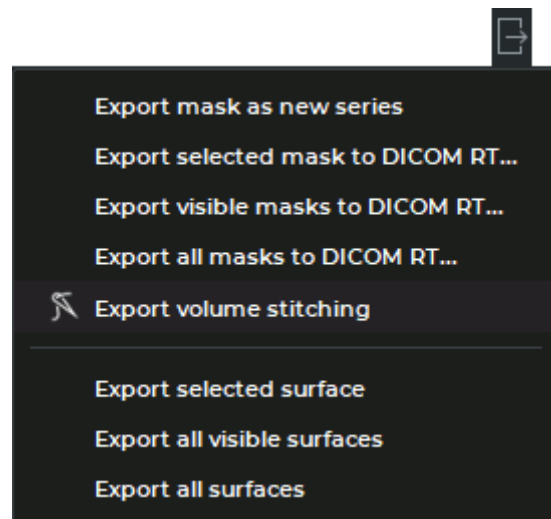 Export mask as new series
Export selected mask to DICOM RT...
Export visible masks to DICOM RT...
Export all masks to DICOM RT...
Export volume stitching
Export selected surface
Export all visible surfaces
Export all surfaces